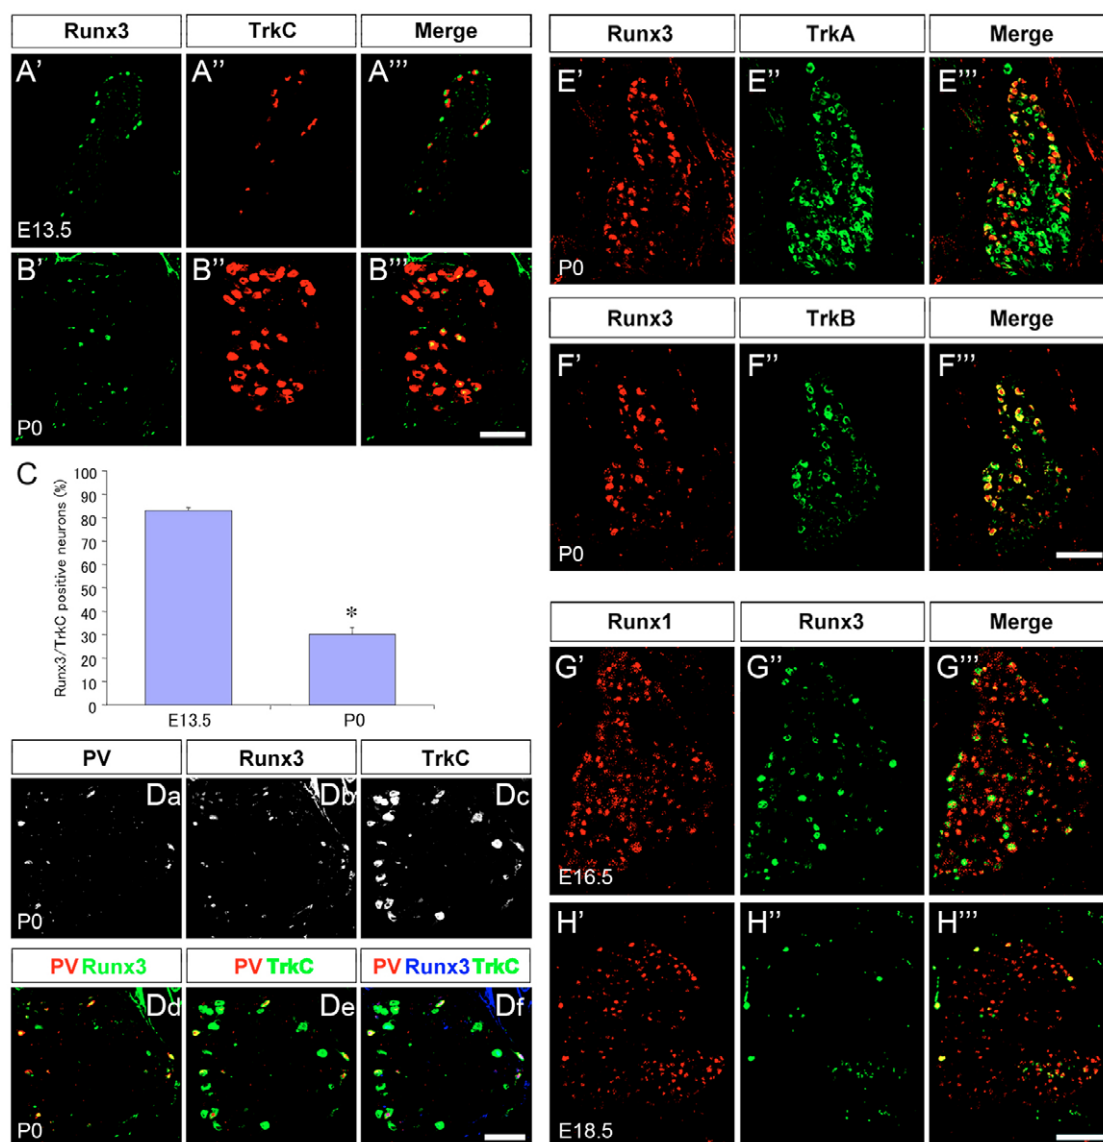 Runx3 TrkC Merge
A' A'' A'''
E13.5
B' B'' B'''
P0
C
Runx3/TrkC positive neurons (%)
100
90
80
70
60
50
40
30
20
10
0
*
E13.5 P0
PV Runx3 TrkC
Da Db Dc
P0
PV Runx3 PV TrkC PV Runx3 TrkC
Dd De Df
P0
Runx3 TrkA Merge
E' E'' E'''
P0
Runx3 TrkB Merge
F' F'' F'''
P0
Runx1 Runx3 Merge
G' G'' G'''
E16.5
H' H'' H'''
E18.5